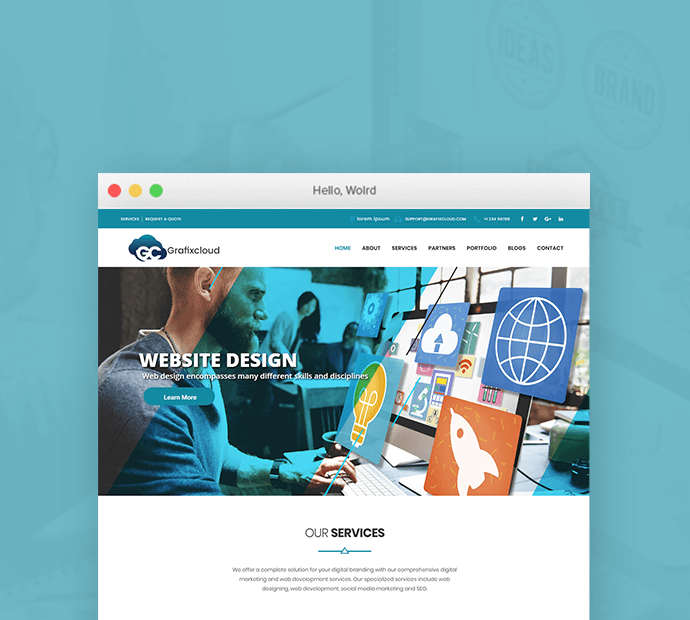 IDEAS
BRAND
Hello, Wolrd
SERVICES | REQUEST A QUOTE
lorem ipsum
SUPPORT@GRAFIXCLOUD.COM
+1 234 56788
GC Grafixcloud
HOME ABOUT SERVICES PARTNERS PORTFOLIO BLOGS CONTACT
WEBSITE DESIGN
Web design encompasses many different skills and disciplines
Learn More
OUR SERVICES
We offer a complete solution for your digital branding with our comprehensive digital
marketing and web development services. Our specialized services include web
designing, web development, social media marketing and SEO.